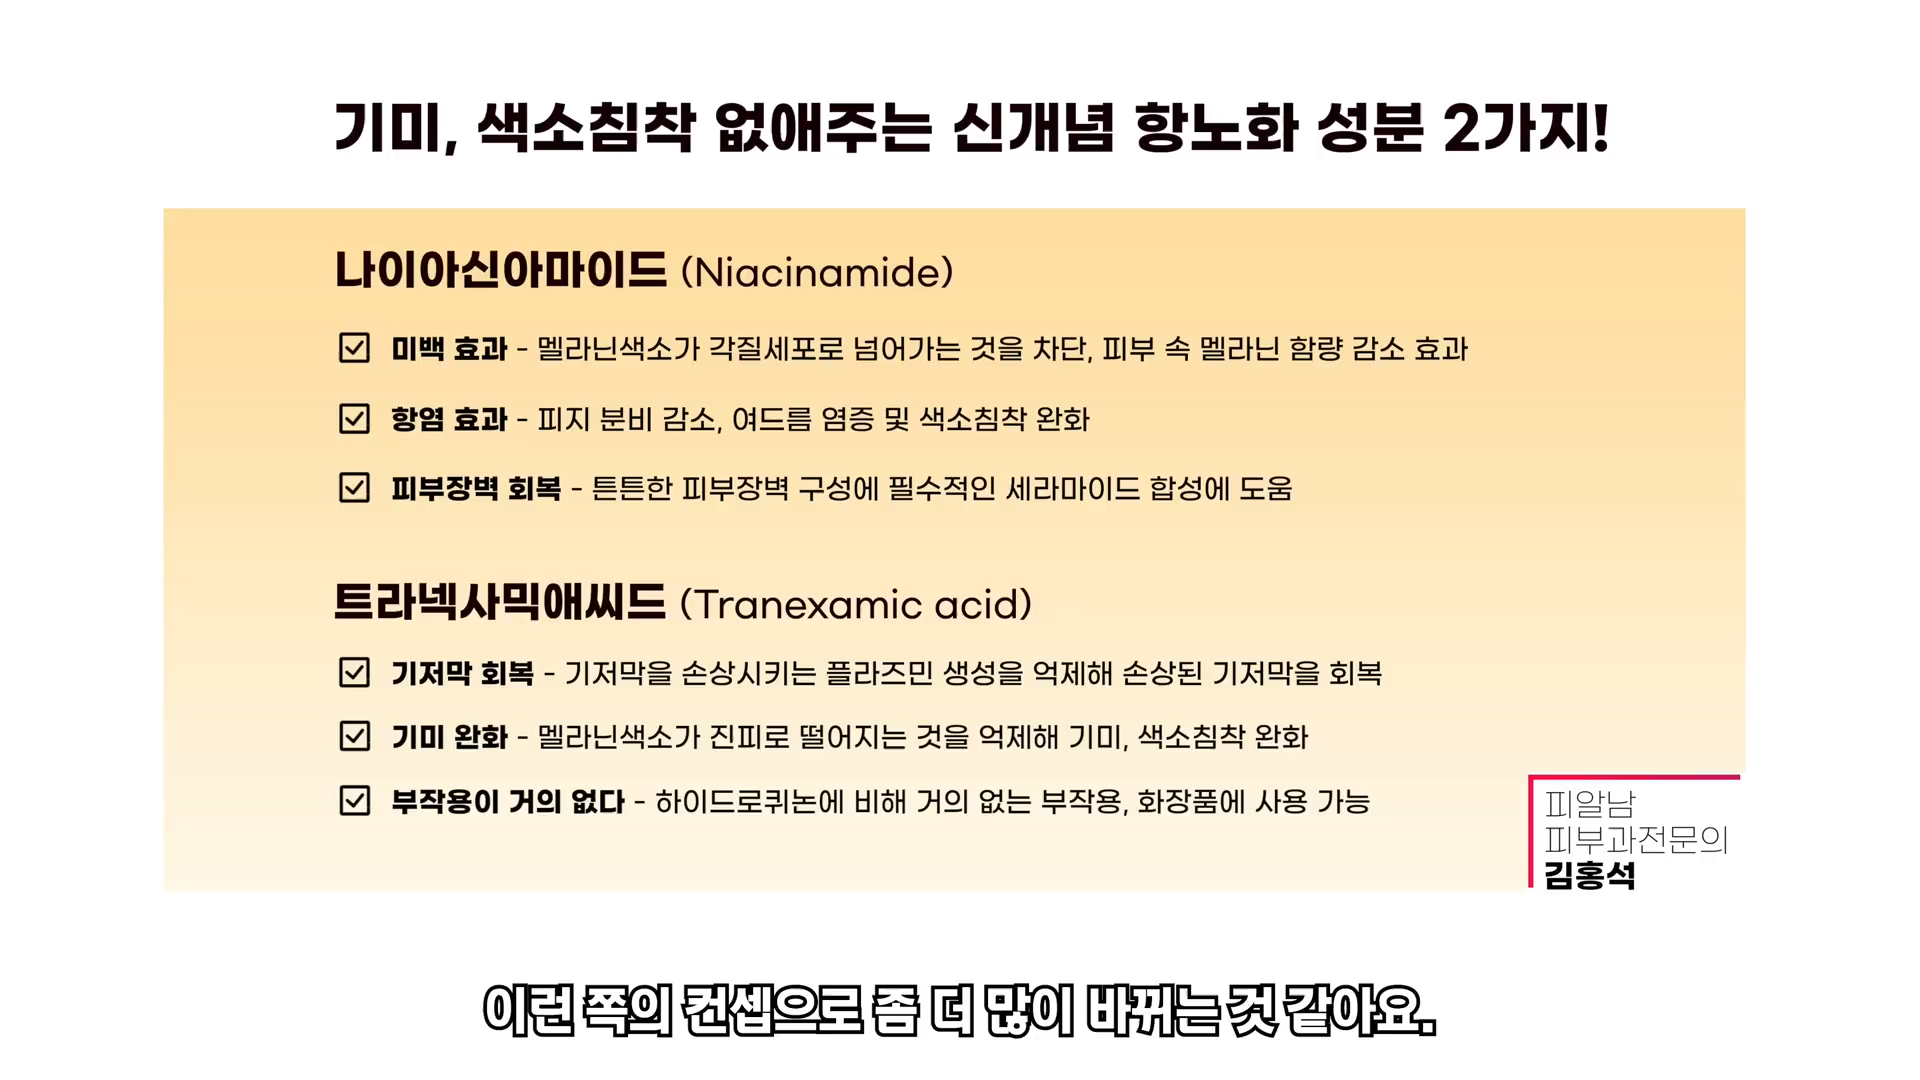 기미, 색소침착 없애주는 신개념 항노화 성분 2가지!
나이아신아마이드 (Niacinamide)
미백 효과 - 멜라닌색소가 각질세포로 넘어가는 것을 차단, 피부 속 멜라닌 함량 감소 효과
항염 효과 - 피지 분비 감소, 여드름 염증 및 색소침착 완화
피부장벽 회복 - 튼튼한 피부장벽 구성에 필수적인 세라마이드 합성에 도움
트라넥사믹애씨드 (Tranexamic acid)
기저막 회복 - 기저막을 손상시키는 플라즈민 생성을 억제해 손상된 기저막을 회복
기미 완화 - 멜라닌색소가 진피로 떨어지는 것을 억제해 기미, 색소침착 완화
부작용이 거의 없다 - 하이드로퀴논에 비해 거의 없는 부작용, 화장품에 사용 가능
피알남
피부과전문의
김홍석
이런 쪽의 컨셉으로 좀 더 많이 바뀌는 것 같아요.